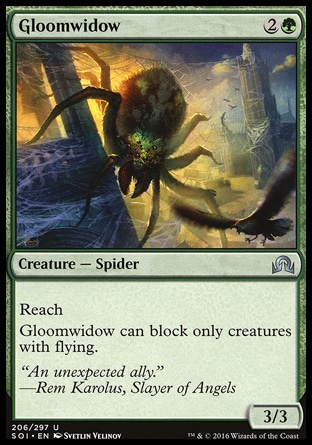 Gloomwidow 2
Creature — Spider
Reach
Gloomwidow can block only creatures
with flying.
"An unexpected ally."
—Rem Karolus, Slayer of Angels
3/3
206/297 U
SOI • EN Svetlin Velinov ™ & © 2016 Wizards of the Coast